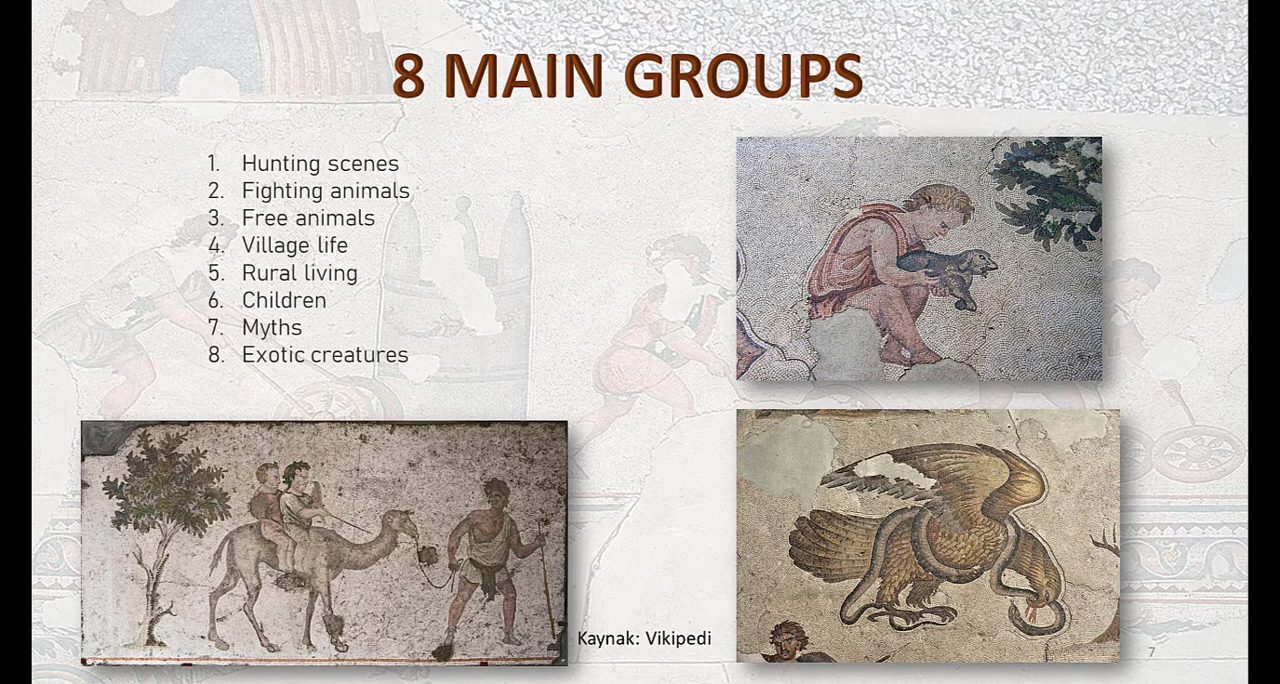 8 MAIN GROUPS
1. Hunting scenes
2. Fighting animals
3. Free animals
4. Village life
5. Rural living
6. Children
7. Myths
8. Exotic creatures
Kaynak: Vikipedi
7